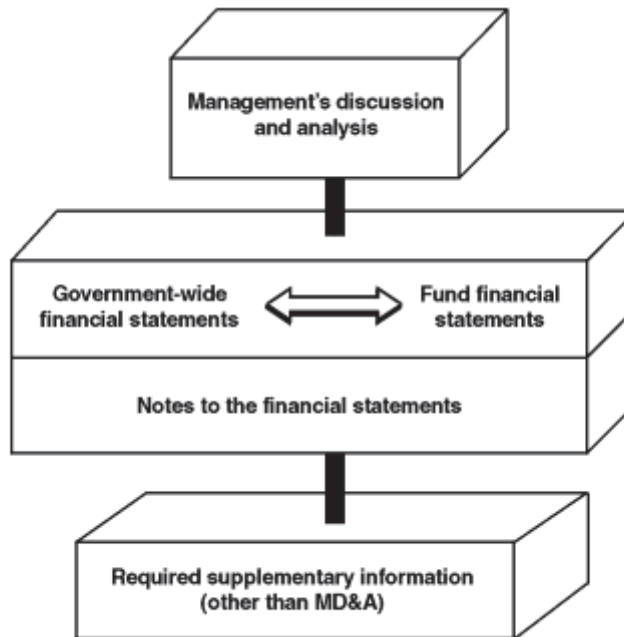 Management's discussion
and analysis
Government-wide
financial statements
Fund financial
statements
Notes to the financial statements
Required supplementary information
(other than MD&A)